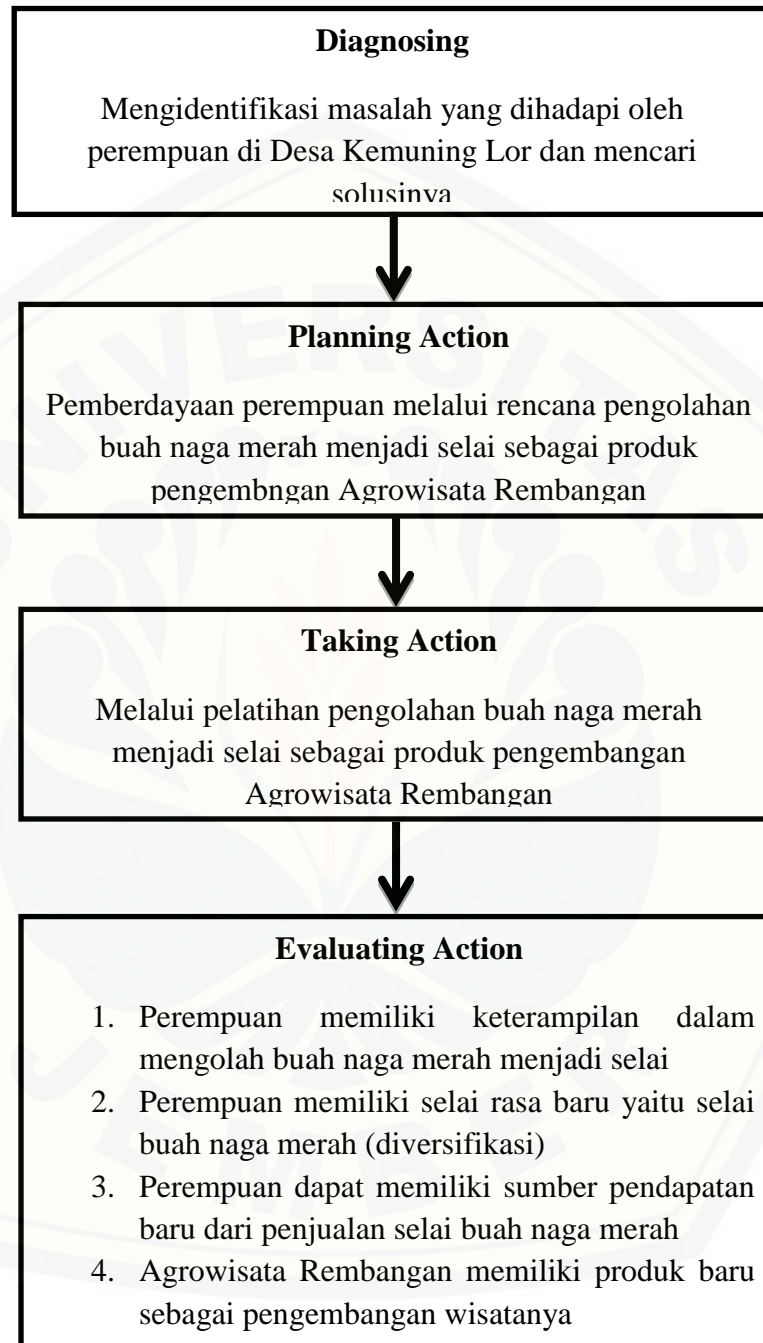 Diagnosing
Mengidentifikasi masalah yang dihadapi oleh
perempuan di Desa Kemuning Lor dan mencari
solusinya
Planning Action
Pemberdayaan perempuan melalui rencana pengolahan
buah naga merah menjadi selai sebagai produk
pengembngan Agrowisata Rembangan
Taking Action
Melalui pelatihan pengolahan buah naga merah
menjadi selai sebagai produk pengembangan
Agrowisata Rembangan
Evaluating Action
1. Perempuan memiliki keterampilan dalam
mengolah buah naga merah menjadi selai
2. Perempuan memiliki selai rasa baru yaitu selai
buah naga merah (diversifikasi)
3. Perempuan dapat memiliki sumber pendapatan
baru dari penjualan selai buah naga merah
4. Agrowisata Rembangan memiliki produk baru
sebagai pengembangan wisatanya
UNIVERSITAS
JEMBER